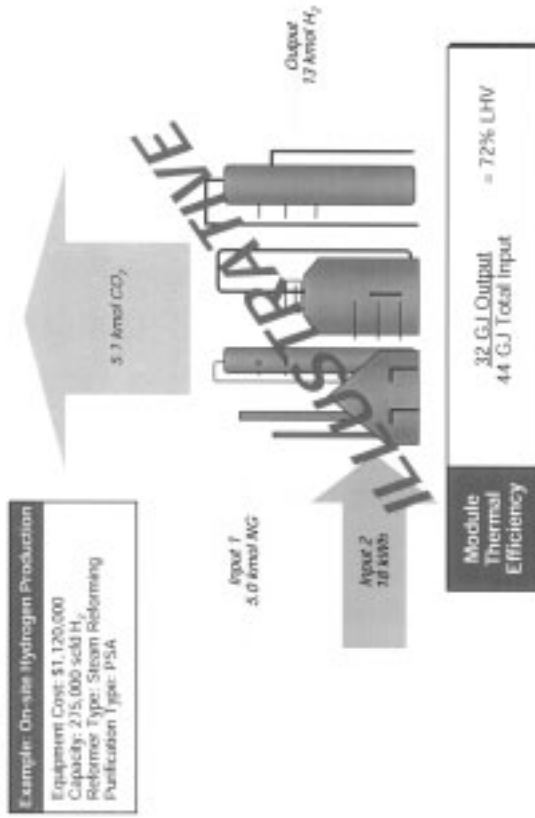 Example: On-site Hydrogen Production
Equipment Cost: $1,120,000
Capacity: 275,000 scfd H2
Reformer Type: Steam Reforming
Purification Type: PSA
5.1 kmol CO2
Input 1
5.0 kmol NG
Input 2
18 kWh
Output
13 kmol H2
ILLUSTRATIVE
Module
Thermal
Efficiency
32 GJ Output
44 GJ Total Input
= 72% LHV